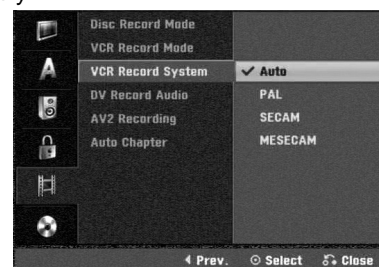 Disc Record Mode
VCR Record Mode
A
VCR Record System
✓ Auto
DV Record Audio
PAL
AV2 Recording
SECAM
Auto Chapter
MESECAM
◀ Prev. ⊙ Select Close